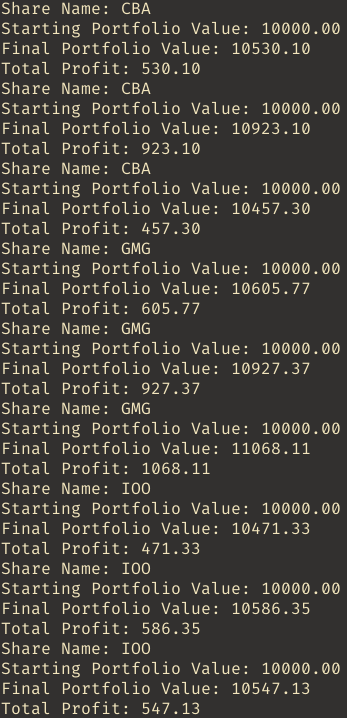 Share Name: CBA
Starting Portfolio Value: 10000.00
Final Portfolio Value: 10530.10
Total Profit: 530.10
Share Name: CBA
Starting Portfolio Value: 10000.00
Final Portfolio Value: 10923.10
Total Profit: 923.10
Share Name: CBA
Starting Portfolio Value: 10000.00
Final Portfolio Value: 10457.30
Total Profit: 457.30
Share Name: GMG
Starting Portfolio Value: 10000.00
Final Portfolio Value: 10605.77
Total Profit: 605.77
Share Name: GMG
Starting Portfolio Value: 10000.00
Final Portfolio Value: 10927.37
Total Profit: 927.37
Share Name: GMG
Starting Portfolio Value: 10000.00
Final Portfolio Value: 11068.11
Total Profit: 1068.11
Share Name: IOO
Starting Portfolio Value: 10000.00
Final Portfolio Value: 10471.33
Total Profit: 471.33
Share Name: IOO
Starting Portfolio Value: 10000.00
Final Portfolio Value: 10586.35
Total Profit: 586.35
Share Name: IOO
Starting Portfolio Value: 10000.00
Final Portfolio Value: 10547.13
Total Profit: 547.13